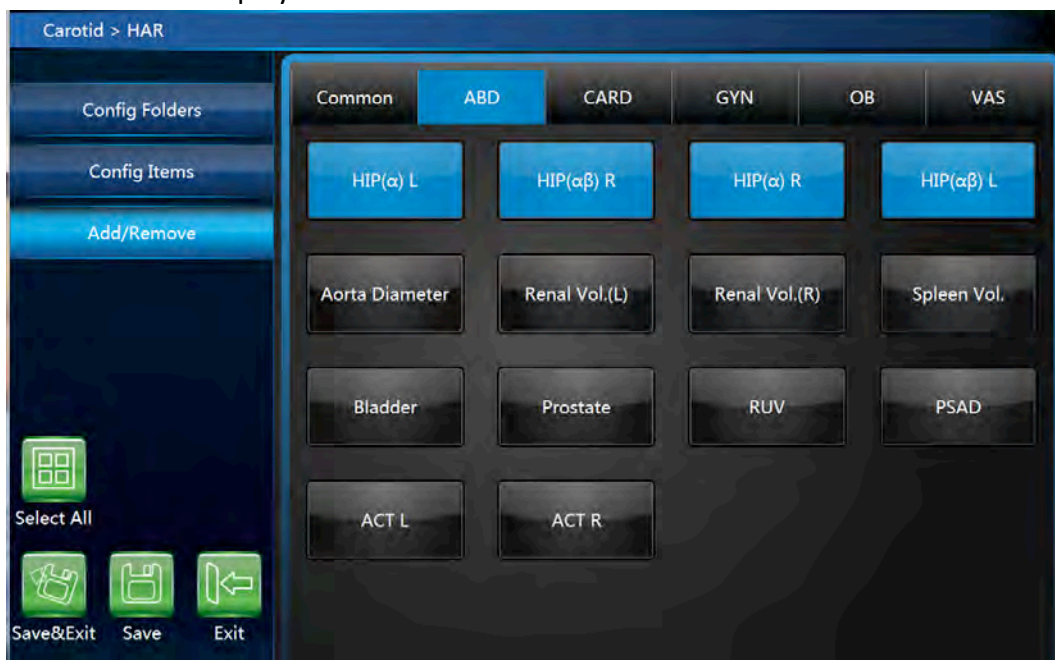 Carotid > HAR
Config Folders
Config Items
Add/Remove
Select All
Save&Exit Save Exit
Common ABD CARD GYN OB VAS
HIP(α) L HIP(αβ) R HIP(α) R HIP(αβ) L
Aorta Diameter Renal Vol.(L) Renal Vol.(R) Spleen Vol.
Bladder Prostate RUV PSAD
ACT L ACT R